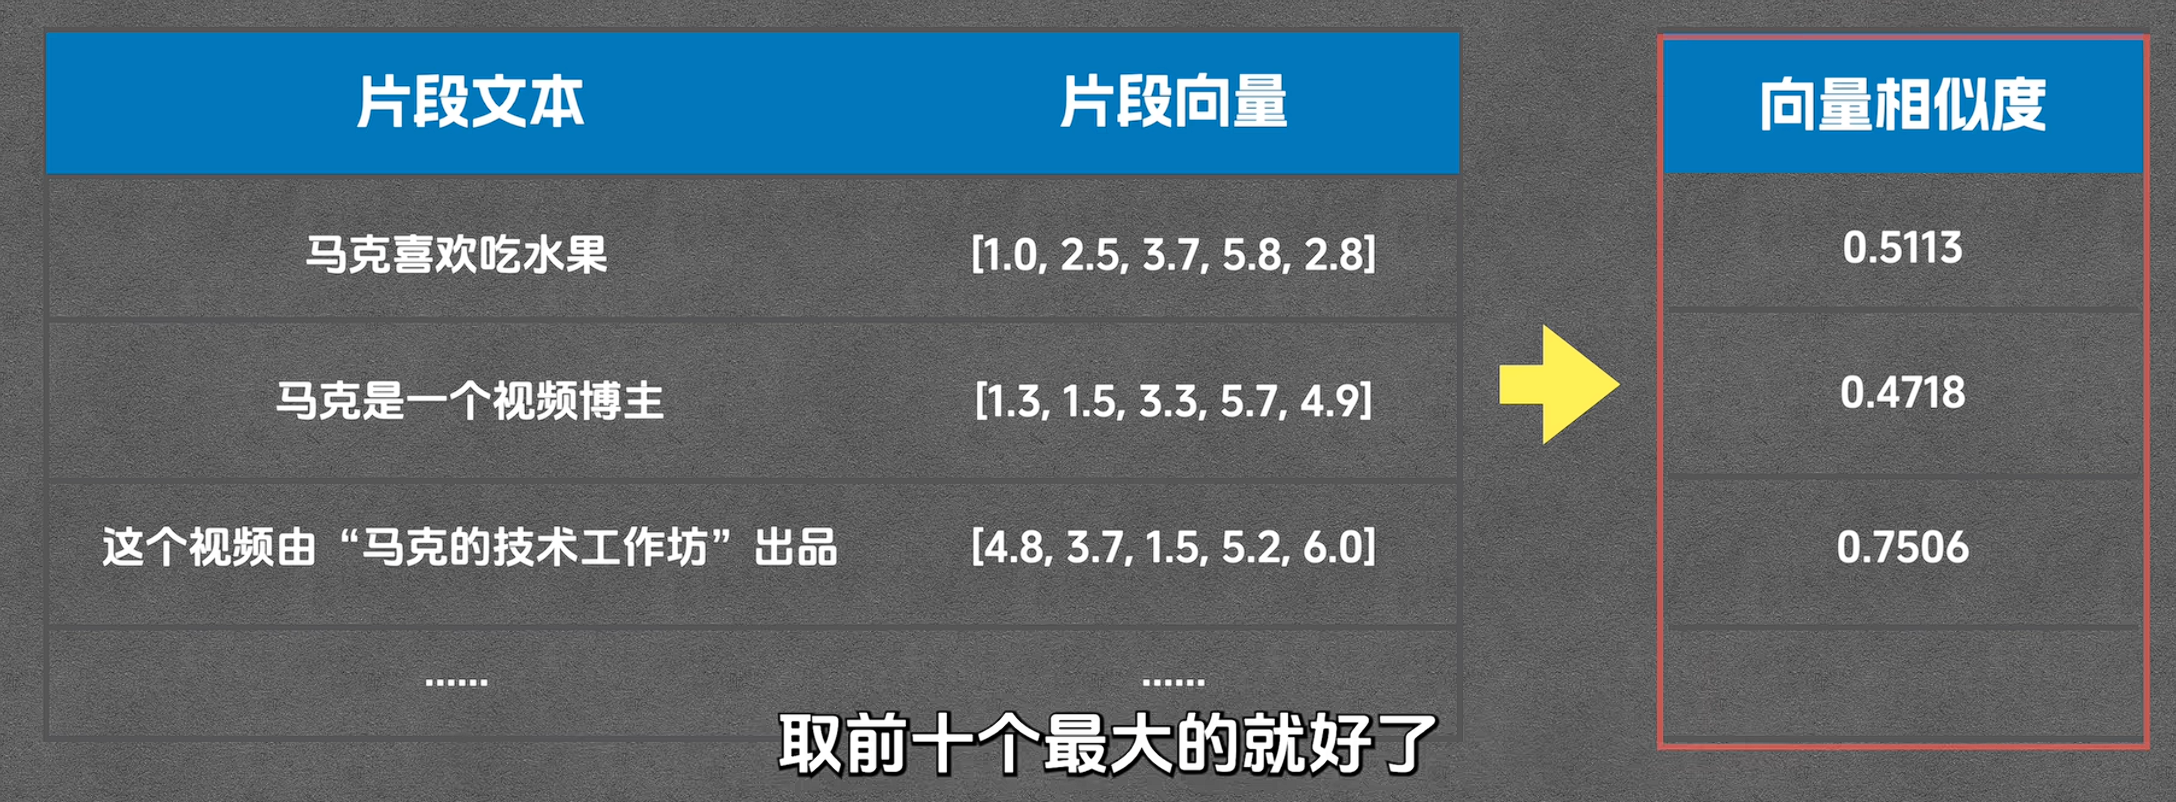 片段文本 片段向量 向量相似度
马克喜欢吃水果 [1.0, 2.5, 3.7, 5.8, 2.8] 0.5113
马克是一个视频博主 [1.3, 1.5, 3.3, 5.7, 4.9] 0.4718
这个视频由“马克的技术工作坊”出品 [4.8, 3.7, 1.5, 5.2, 6.0] 0.7506
...... ......
取前十个最大的就好了